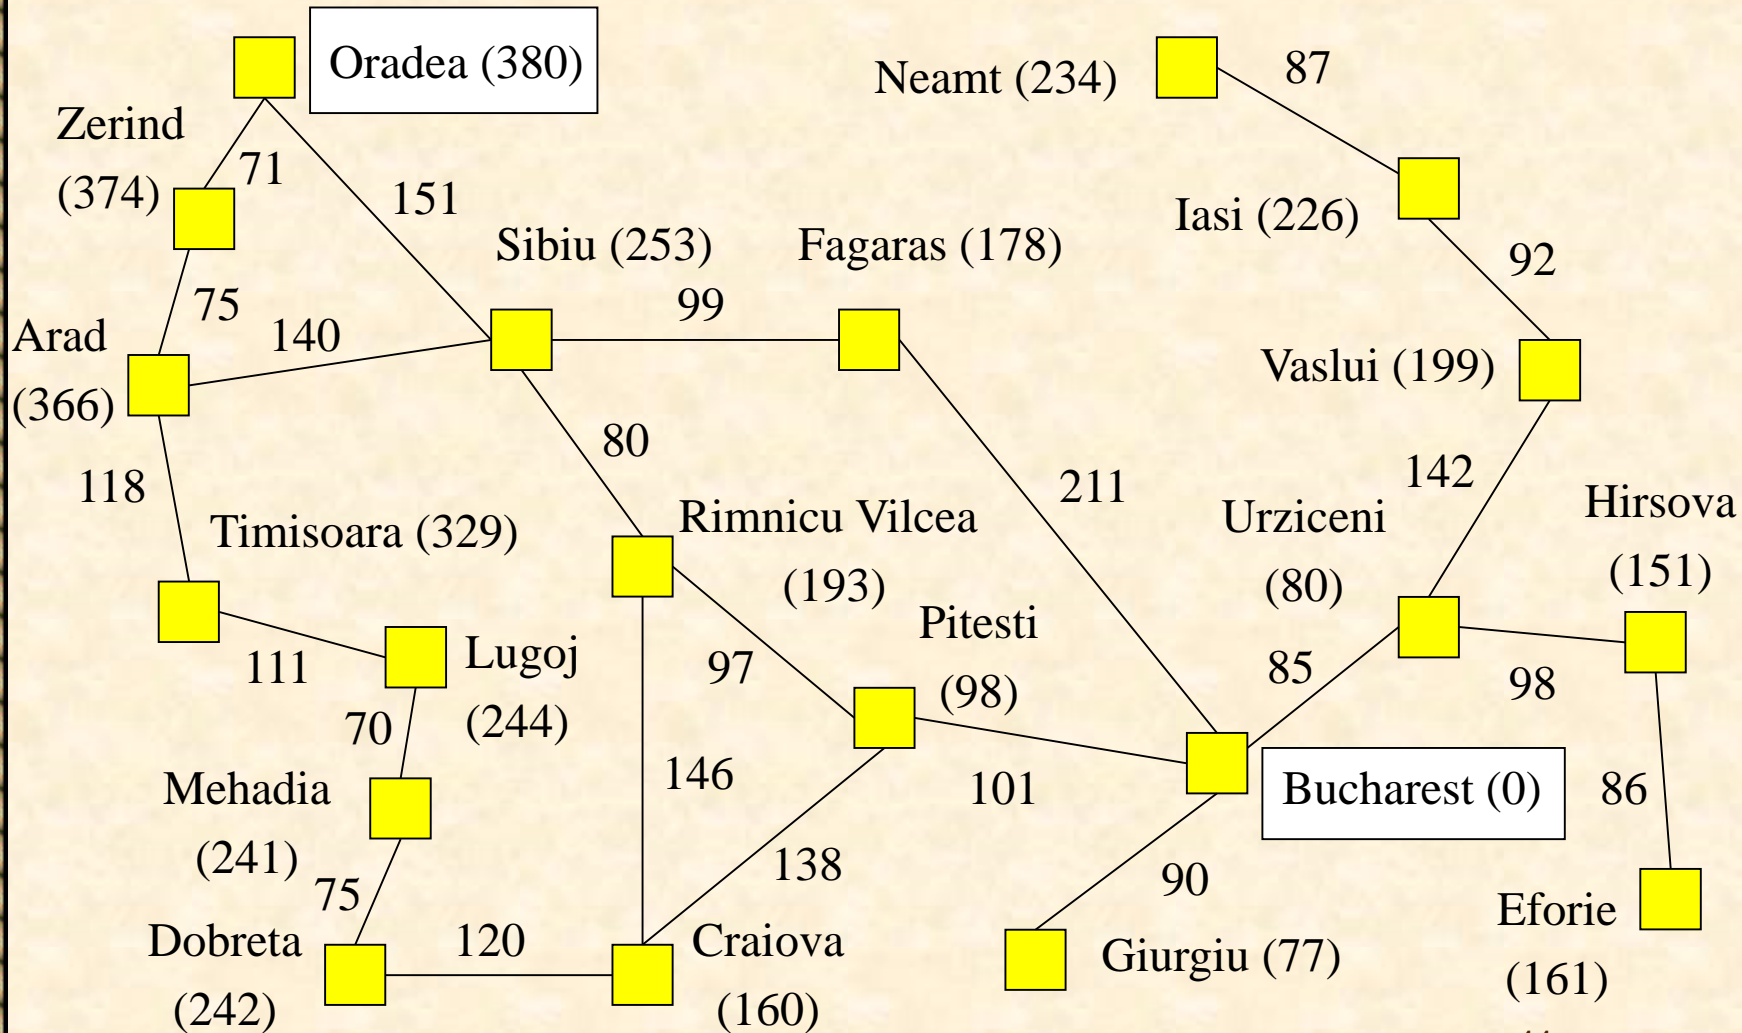 Oradea (380)
Neamt (234)
87
Zerind
(374)
71
151
Iasi (226)
Sibiu (253)
Fagaras (178)
92
75
99
Arad
(366)
140
Vaslui (199)
80
118
211
142
Timisoara (329)
Rimnicu Vilcea
(193)
Urziceni
(80)
Hirsova
(151)
Pitesti
(98)
111
Lugoj
(244)
97
85
98
70
146
101
Mehadia
(241)
Bucharest (0)
86
75
138
90
Dobreta
(242)
120
Craiova
(160)
Giurgiu (77)
Eforie
(161)